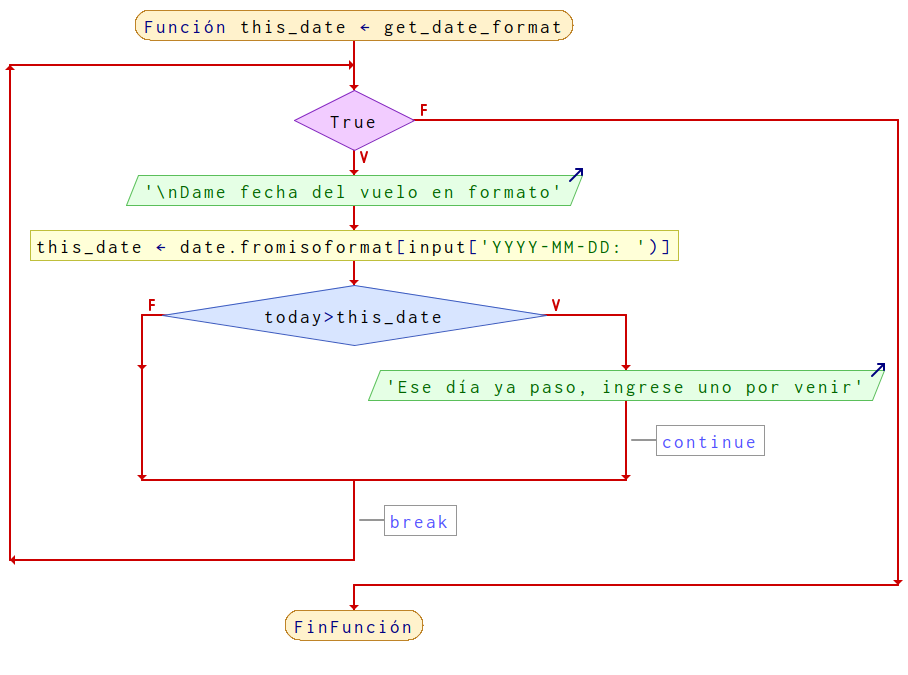 Función this_date ← get_date_format
True
F
V
'\nDame fecha del vuelo en formato'
this_date ← date.fromisoformat[input['YYYY-MM-DD: ')]
today>this_date
F
V
'Ese día ya paso, ingrese uno por venir'
continue
break
FinFunción